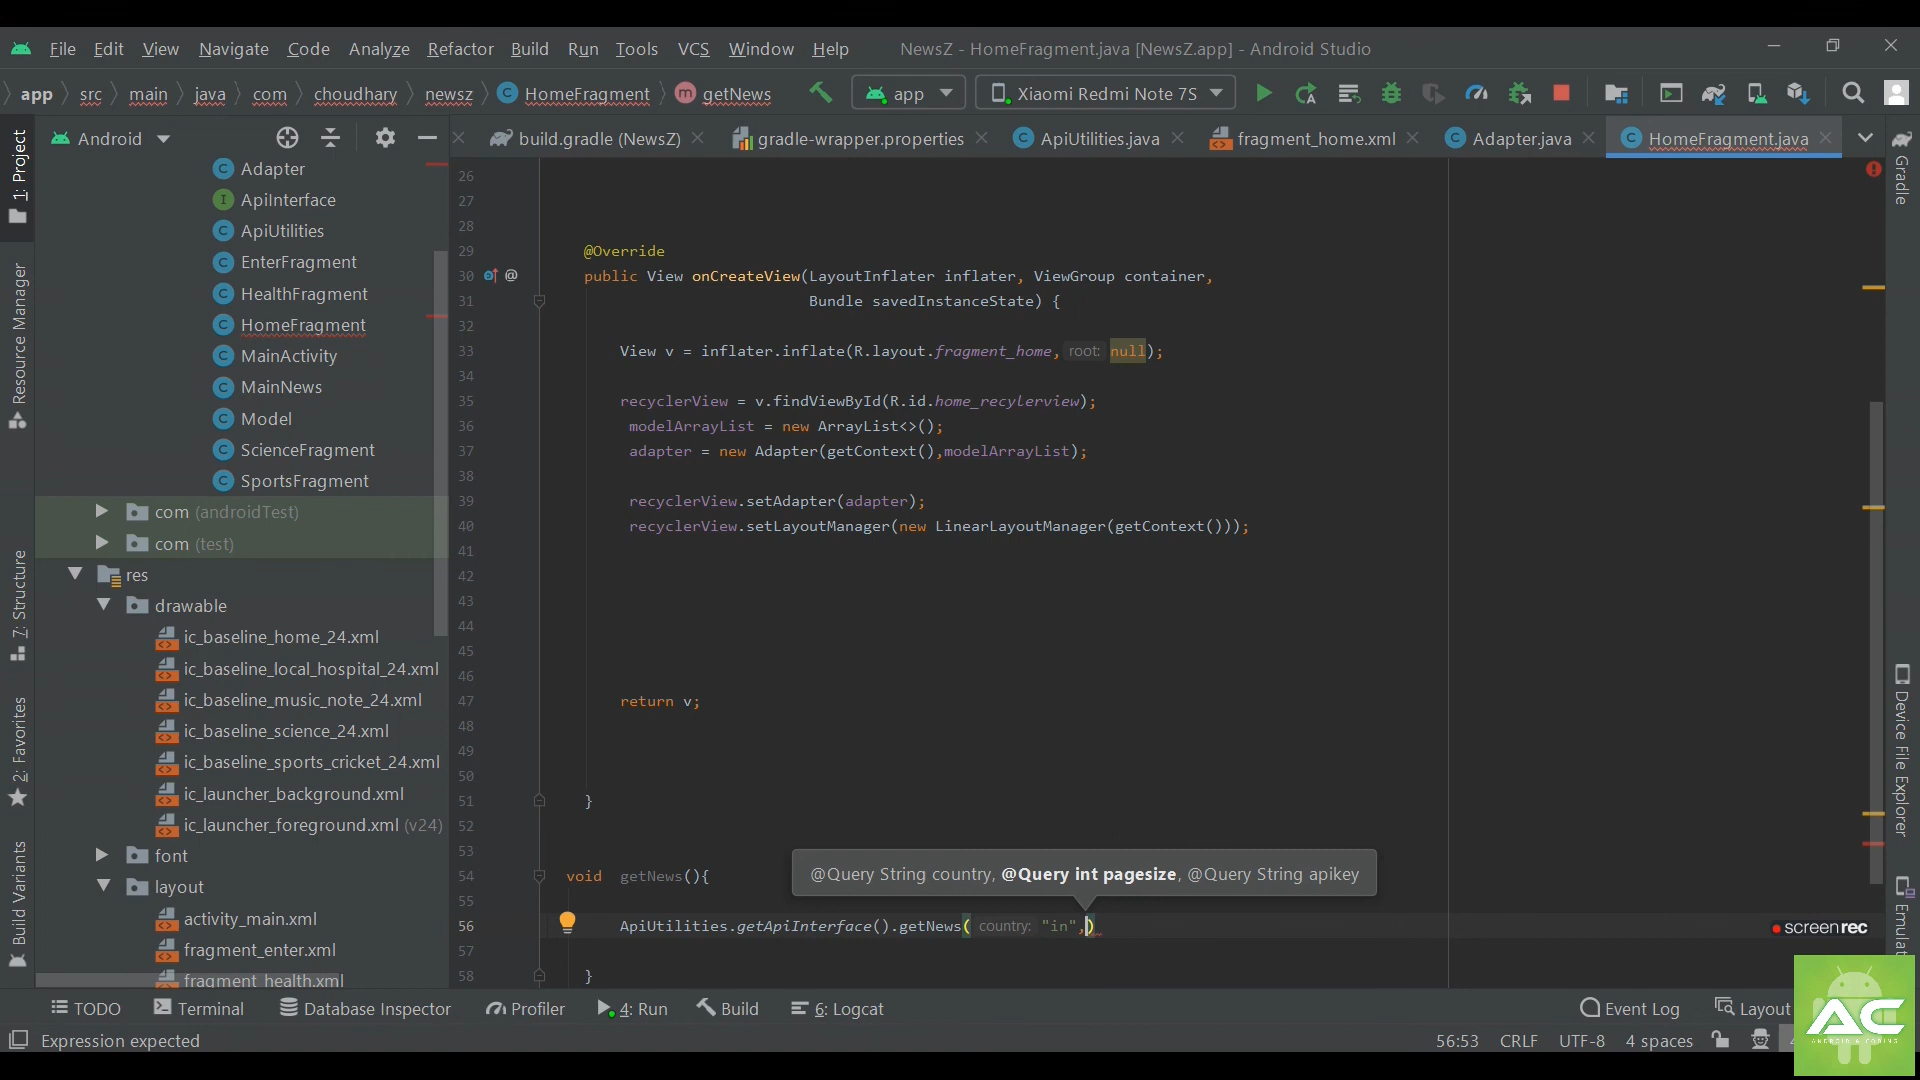 File Edit View Navigate Code Analyze Refactor Build Run Tools VCS Window Help NewsZ - HomeFragment.java [NewsZ.app] - Android Studio
app src main java com choudhary newsz HomeFragment getNews app Xiaomi Redmi Note 7S
Android build.gradle (NewsZ) gradle-wrapper.properties ApiUtilities.java fragment_home.xml Adapter.java HomeFragment.java
1: Project
Resource Manager
7: Structure
2: Favorites
Build Variants
Adapter
ApiInterface
ApiUtilities
EnterFragment
HealthFragment
HomeFragment
MainActivity
MainNews
Model
ScienceFragment
SportsFragment
com (androidTest)
com (test)
res
drawable
ic_baseline_home_24.xml
ic_baseline_local_hospital_24.xml
ic_baseline_music_note_24.xml
ic_baseline_science_24.xml
ic_baseline_sports_cricket_24.xml
ic_launcher_background.xml
ic_launcher_foreground.xml (v24)
font
layout
activity_main.xml
fragment_enter.xml
fragment_health.xml
26
27
28
29 @Override
30 @ public View onCreateView(LayoutInflater inflater, ViewGroup container,
31 Bundle savedInstanceState) {
32
33 View v = inflater.inflate(R.layout.fragment_home, root: null);
34
35 recyclerView = v.findViewById(R.id.home_recylerview);
36 modelArrayList = new ArrayList<>();
37 adapter = new Adapter(getContext(),modelArrayList);
38
39 recyclerView.setAdapter(adapter);
40 recyclerView.setLayoutManager(new LinearLayoutManager(getContext()));
41
42
43
44
45
46
47 return v;
48
49
50
51 }
52
53
@Query String country, @Query int pagesize, @Query String apikey
54 void getNews(){
55
56 ApiUtilities.getApiInterface().getNews( country: "in",)
57
58 }
Gradle
Device File Explorer
Emulat
screenrec
TODO Terminal Database Inspector Profiler 4: Run Build 6: Logcat Event Log Layout
Expression expected 56:53 CRLF UTF-8 4 spaces
AC
ANDROID & CODING